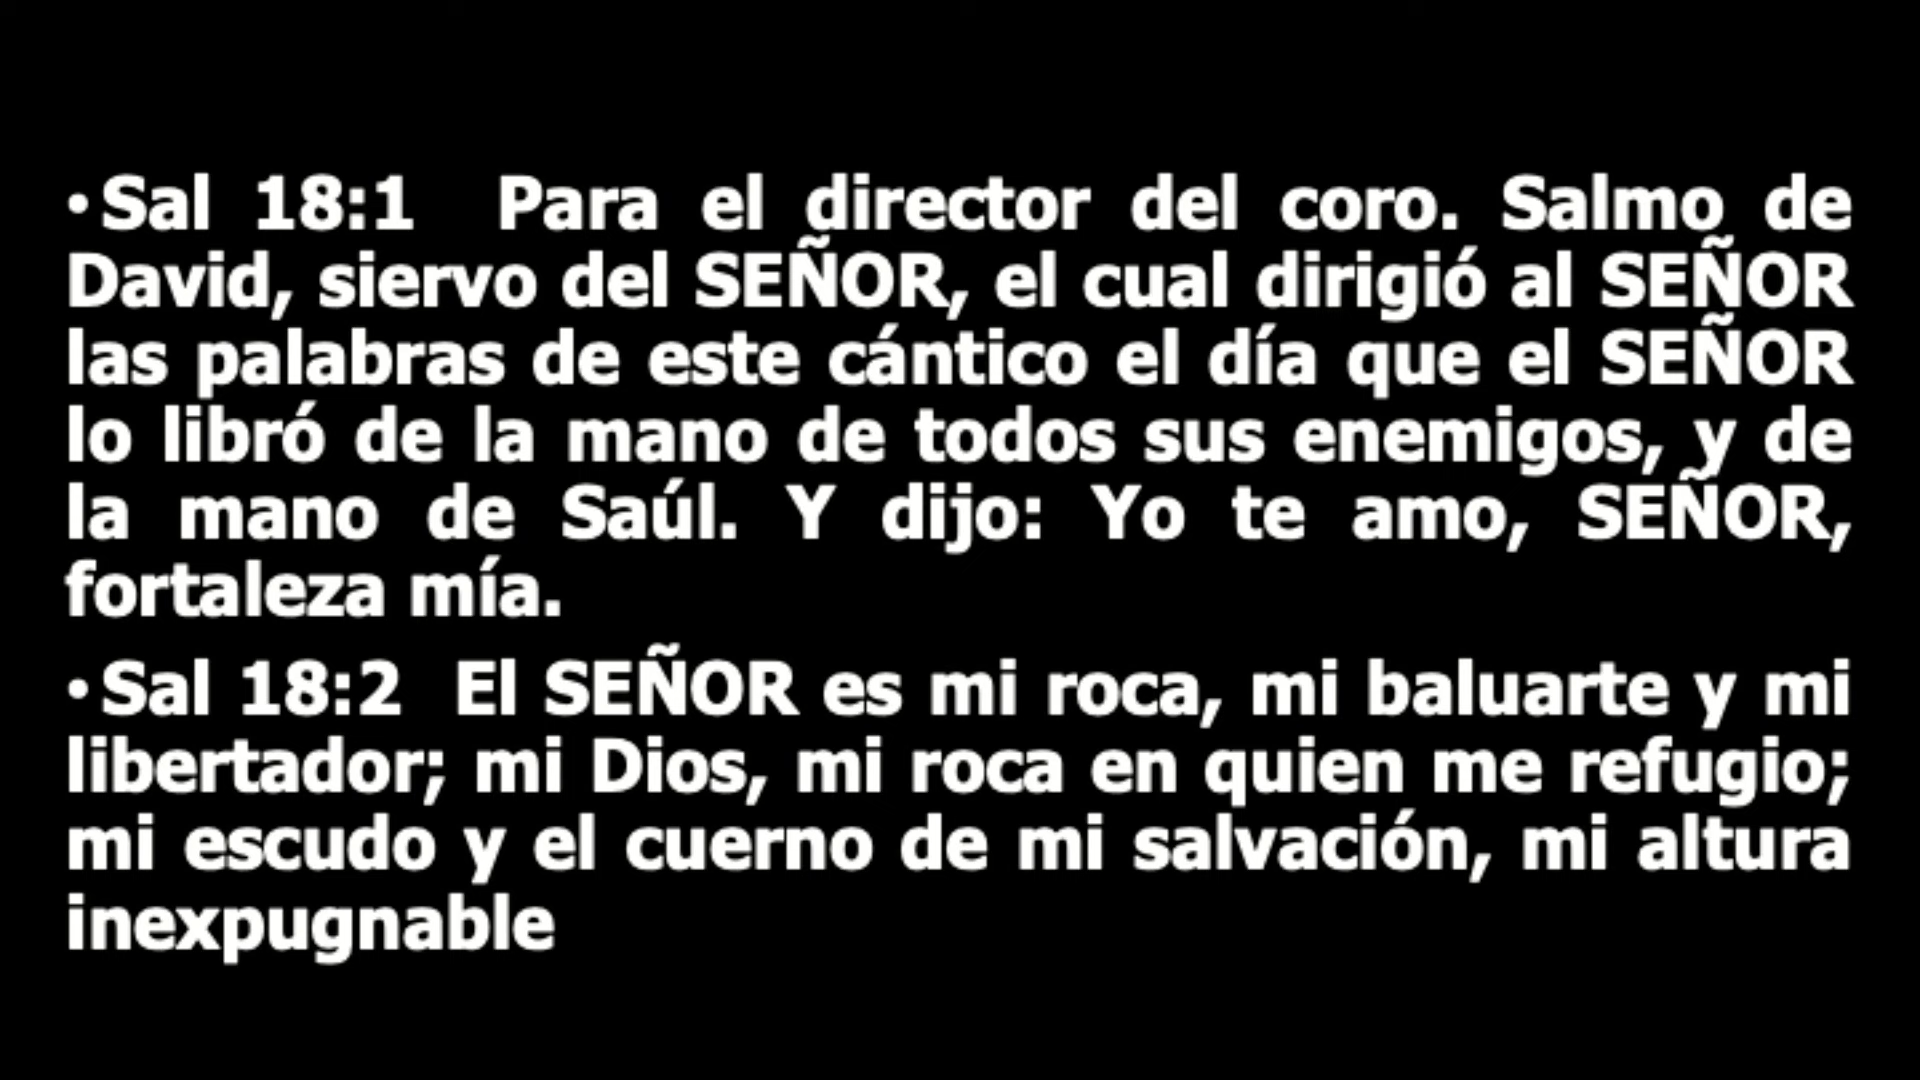 •Sal 18:1 Para el director del coro. Salmo de
David, siervo del SEÑOR, el cual dirigió al SEÑOR
las palabras de este cántico el día que el SEÑOR
lo libró de la mano de todos sus enemigos, y de
la mano de Saúl. Y dijo: Yo te amo, SEÑOR,
fortaleza mía.
•Sal 18:2 El SEÑOR es mi roca, mi baluarte y mi
libertador; mi Dios, mi roca en quien me refugio;
mi escudo y el cuerno de mi salvación, mi altura
inexpugnable